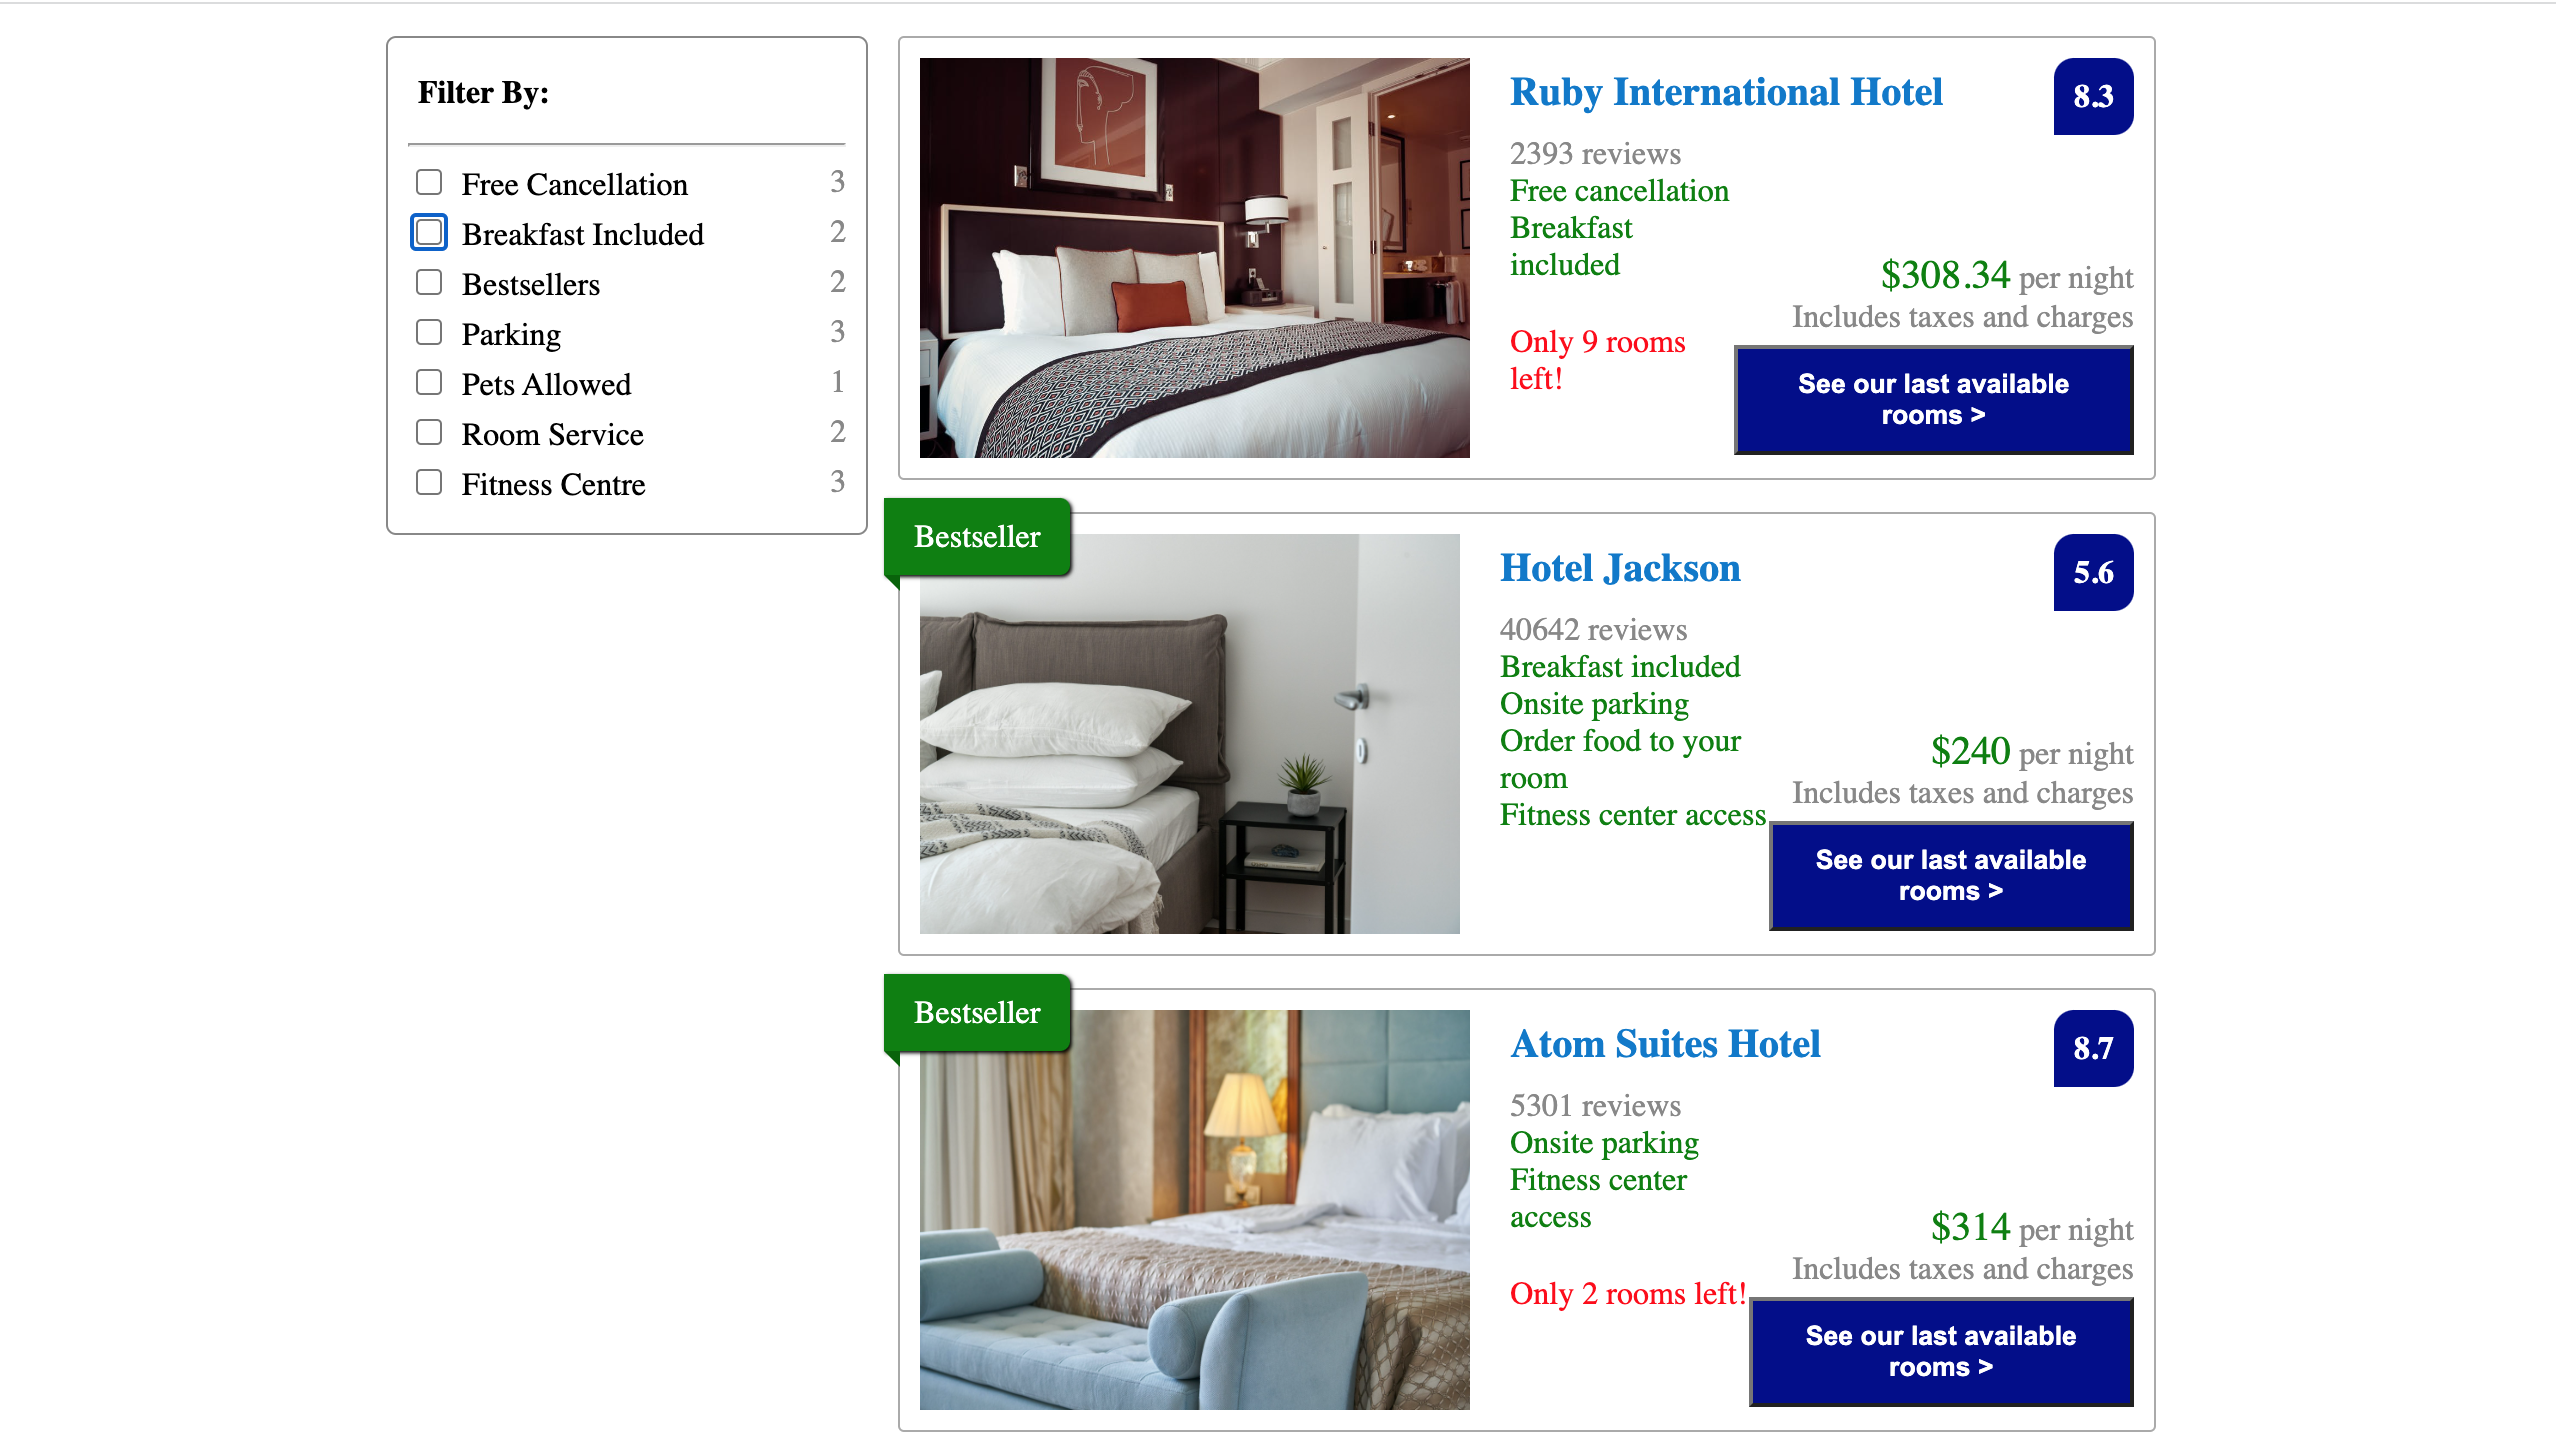 Filter By:
Free Cancellation 3
Breakfast Included 2
Bestsellers 2
Parking 3
Pets Allowed 1
Room Service 2
Fitness Centre 3
Ruby International Hotel
8.3
2393 reviews
Free cancellation
Breakfast
included
$308.34 per night
Includes taxes and charges
Only 9 rooms
left!
See our last available
rooms >
Bestseller
Hotel Jackson
5.6
40642 reviews
Breakfast included
Onsite parking
Order food to your
room
Fitness center access
$240 per night
Includes taxes and charges
See our last available
rooms >
Bestseller
Atom Suites Hotel
8.7
5301 reviews
Onsite parking
Fitness center
access
$314 per night
Includes taxes and charges
Only 2 rooms left!
See our last available
rooms >